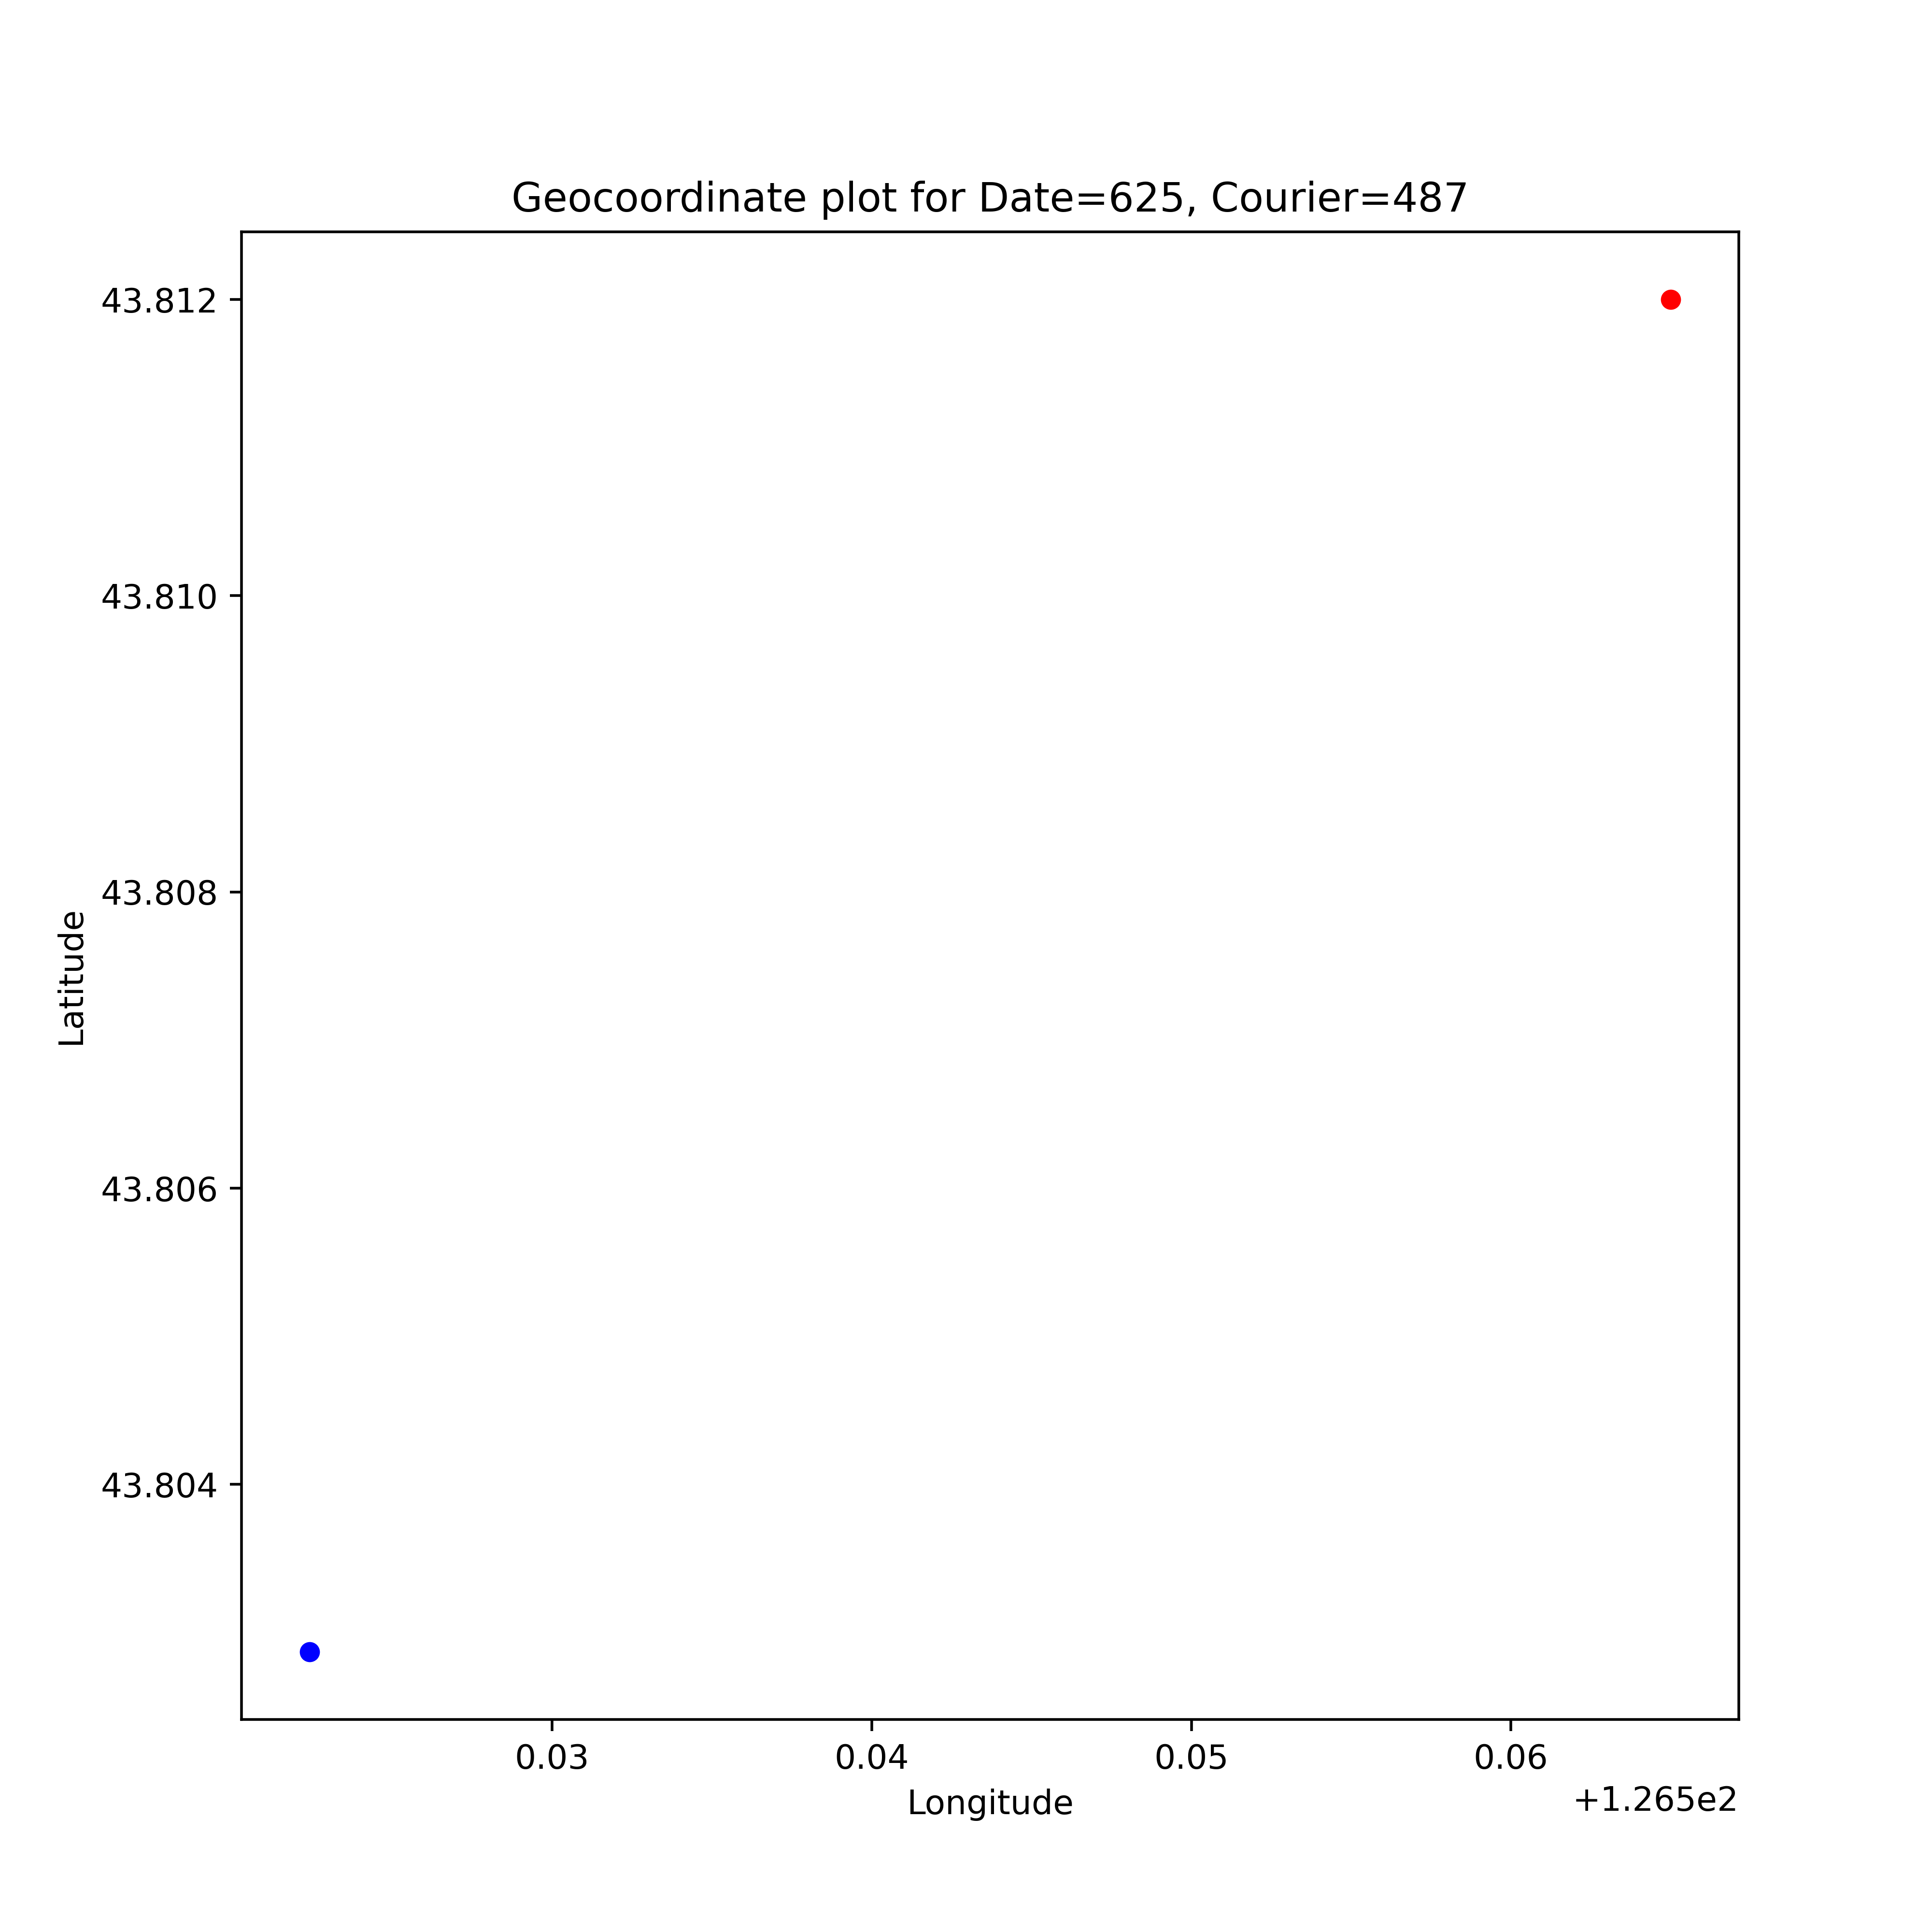 Geocoordinate plot for Date=625, Courier=487
43.812
43.810
43.808
43.806
43.804
Latitude
0.03 0.04 0.05 0.06
Longitude
+1.265e2